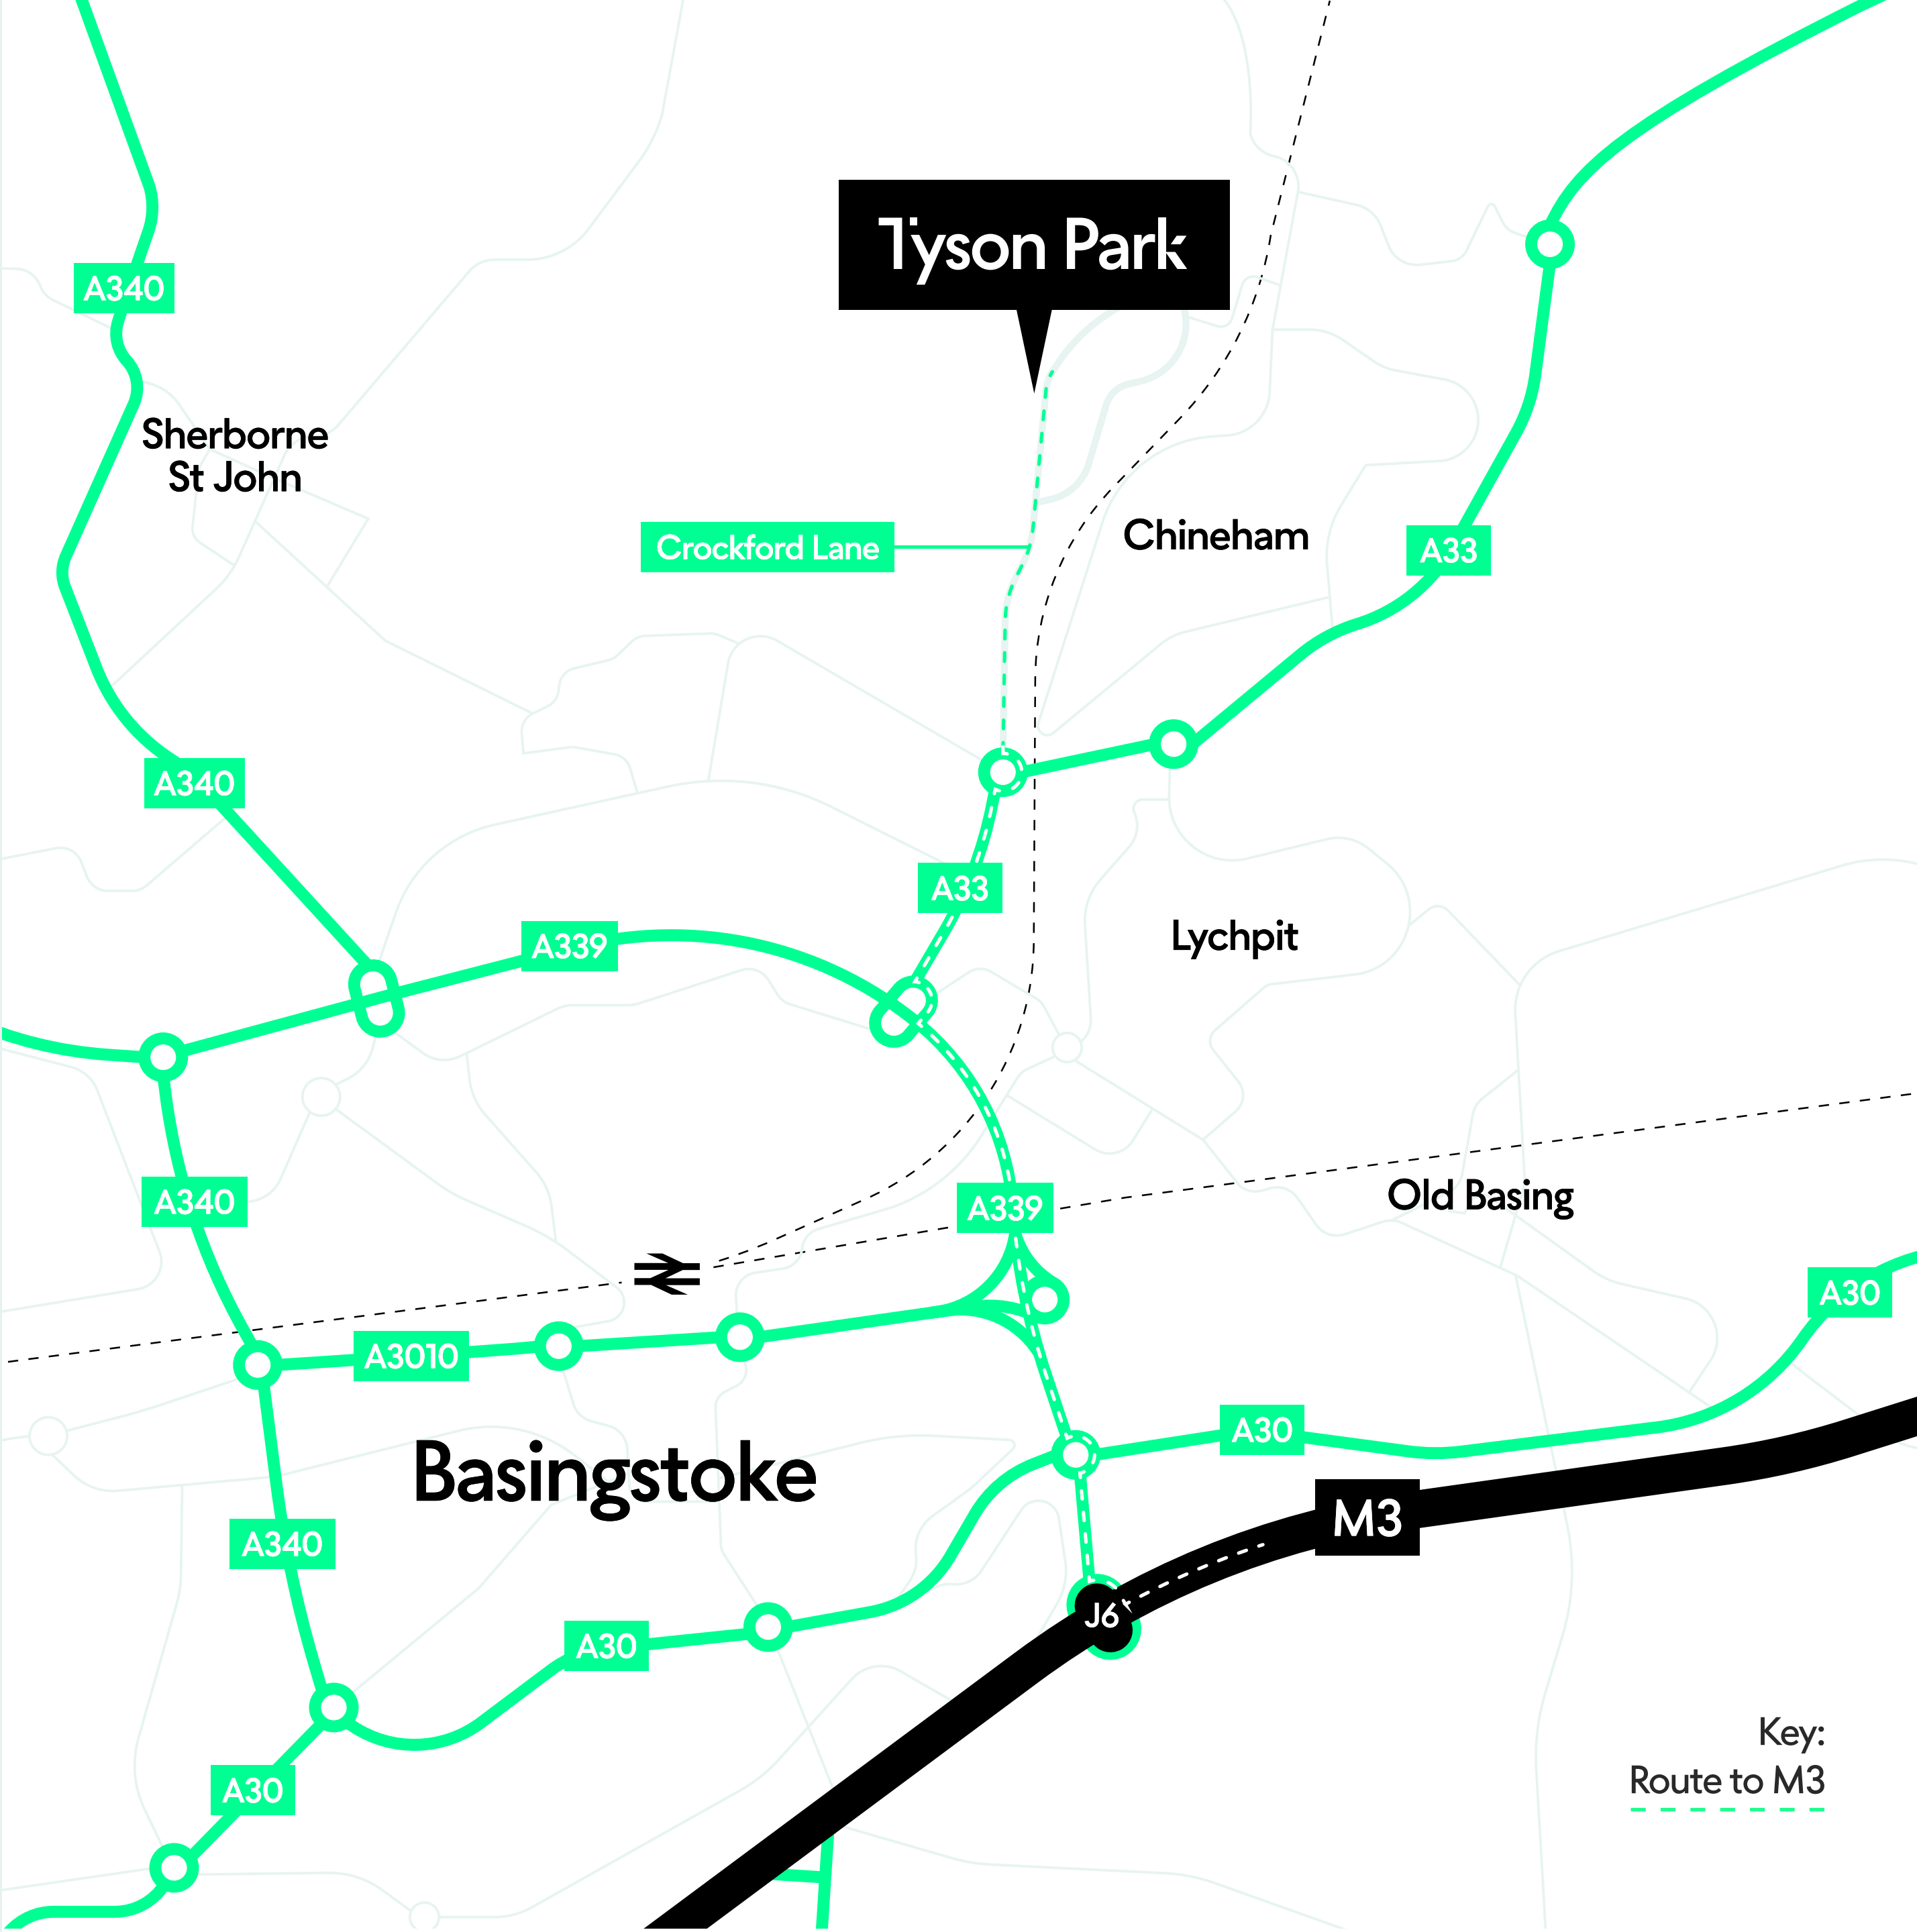 Tyson Park
A340
Sherborne
St John
Crockford Lane
Chineham
A33
A340
A33
A339
Lychpit
A340
A339
Old Basing
A30
A3010
A30
Basingstoke
M3
A340
J6
A30
Key:
Route to M3
A30